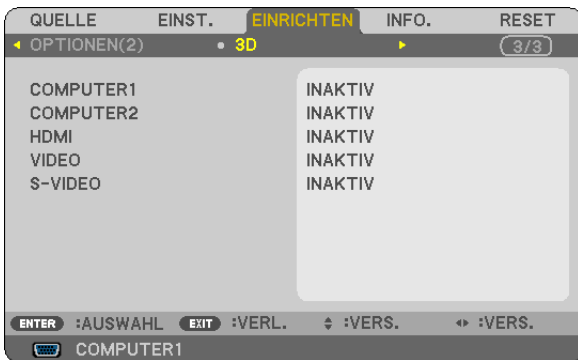 QUELLE EINST. EINRICHTEN INFO. RESET
OPTIONEN(2) • 3D 3/3
COMPUTER1 INAKTIV
COMPUTER2 INAKTIV
HDMI INAKTIV
VIDEO INAKTIV
S-VIDEO INAKTIV
ENTER :AUSWAHL EXIT :VERL. :VERS. :VERS.
COMPUTER1